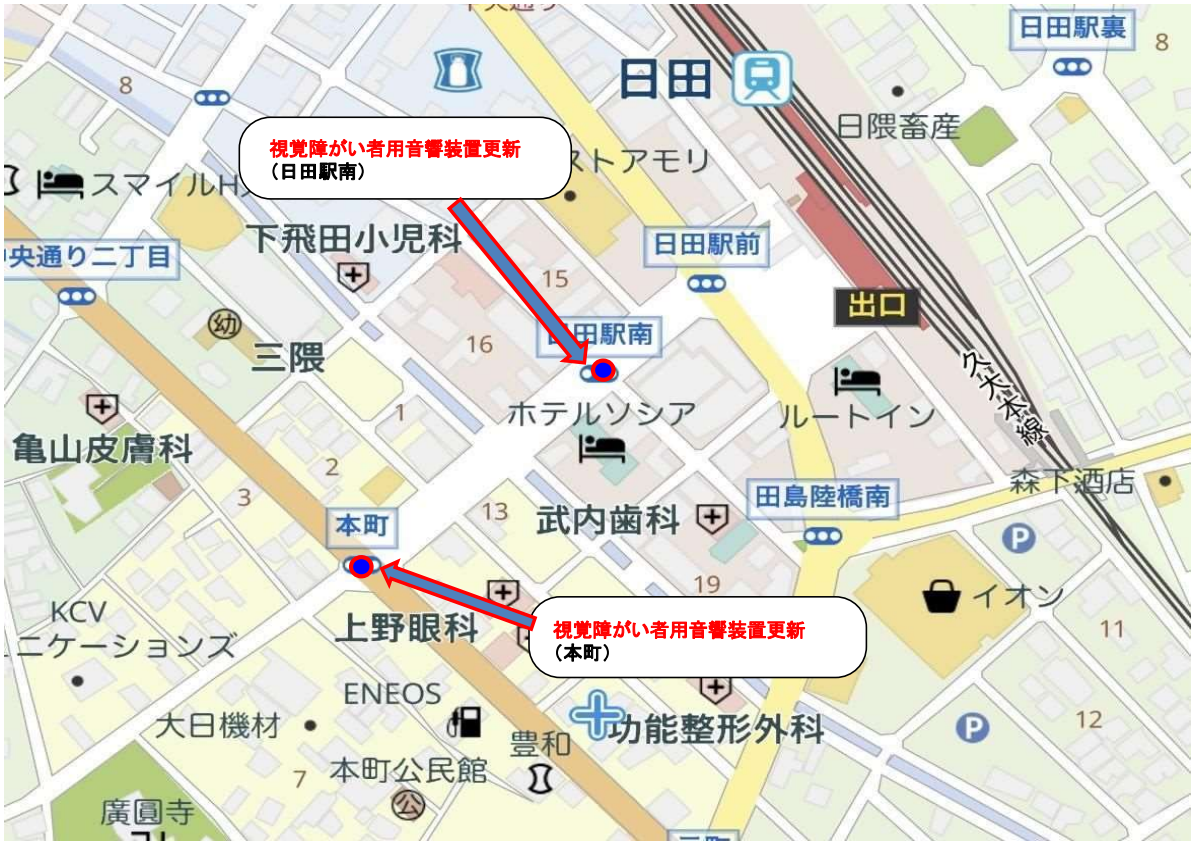 日田
日田駅裏
8
8
視覚障がい者用音響装置更新
（日田駅南）
日隈畜産
ストアモリ
スマイルH
下飛田小児科
日田駅前
央通り二丁目
15
出口
日田駅南
16
三隈
幼
久大本線
1
ホテルソシア
ルートイン
亀山皮膚科
2
森下酒店
3
13
武内歯科
田島陸橋南
本町
P
19
イオン
KCV
ニケーションズ
上野眼科
視覚障がい者用音響装置更新
（本町）
11
ENEOS
大日機材
豊和
功能整形外科
P
12
7
本町公民館
公
廣圓寺